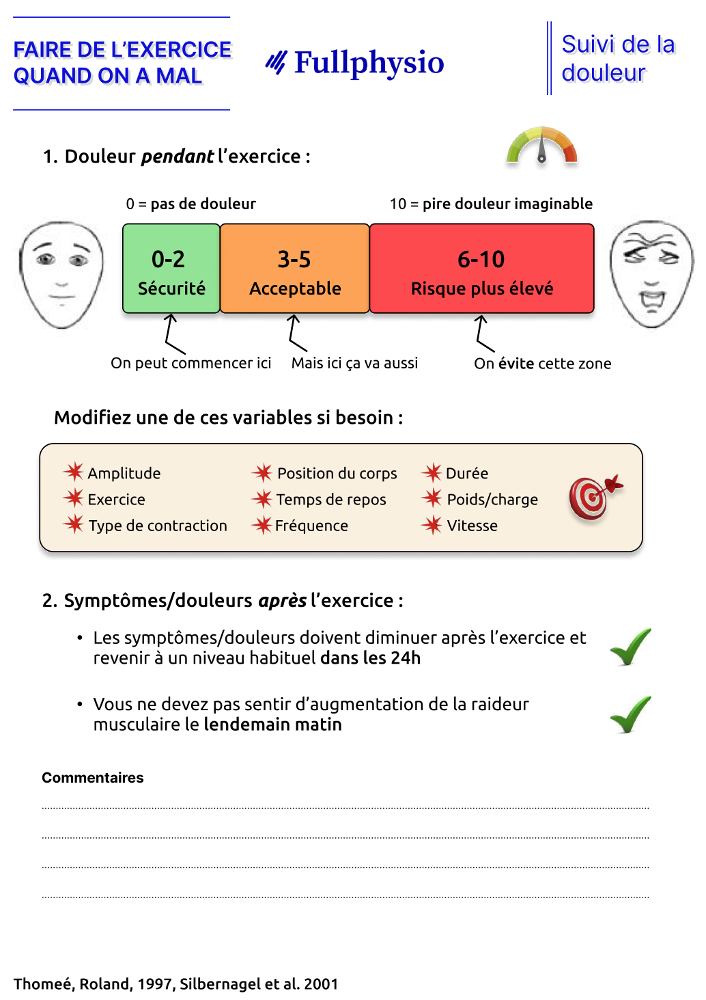 FAIRE DE L’EXERCICE
QUAND ON A MAL
Fullphysio
Suivi de la
douleur
1. Douleur pendant l’exercice :
0 = pas de douleur
10 = pire douleur imaginable
0-2
Sécurité
3-5
Acceptable
6-10
Risque plus élevé
On peut commencer ici
Mais ici ça va aussi
On évite cette zone
Modifiez une de ces variables si besoin :
Amplitude
Exercice
Type de contraction
Position du corps
Temps de repos
Fréquence
Durée
Poids/charge
Vitesse
2. Symptômes/douleurs après l’exercice :
• Les symptômes/douleurs doivent diminuer après l’exercice et
revenir à un niveau habituel dans les 24h
• Vous ne devez pas sentir d’augmentation de la raideur
musculaire le lendemain matin
Commentaires
Thomeé, Roland, 1997, Silbernagel et al. 2001